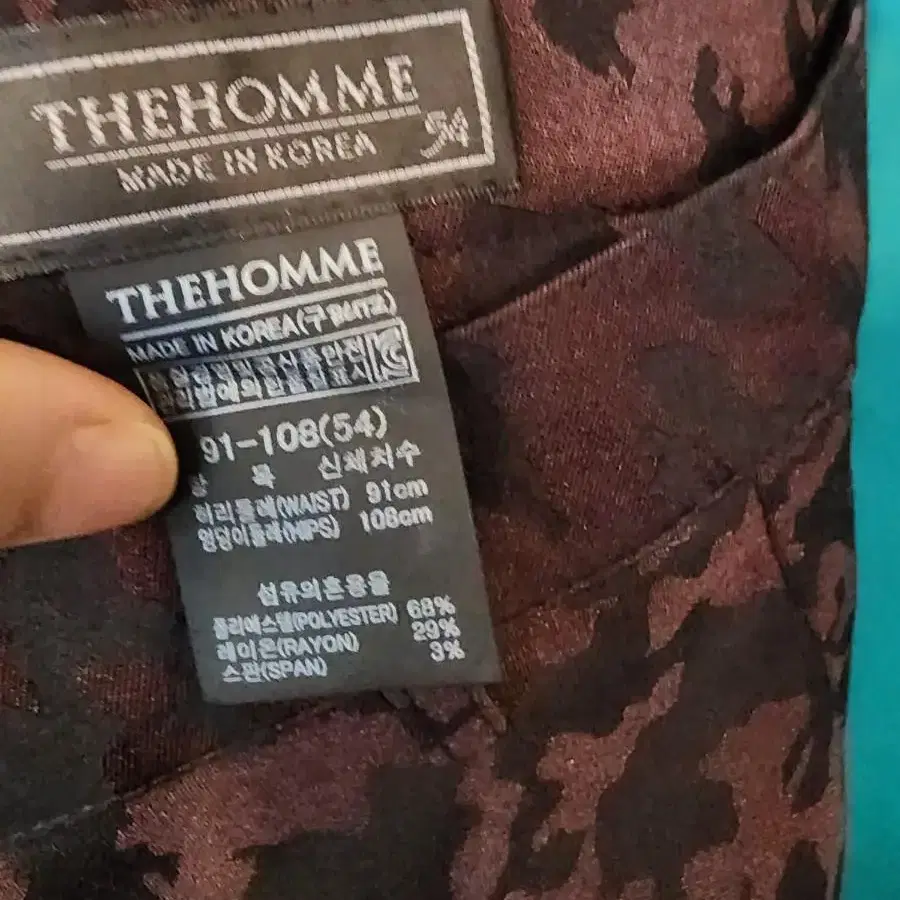 THEHOMME
MADE IN KOREA
54
THEHOMME
MADE IN KOREA
91-108(54)
신체치수
허리둘레(WAIST) 91cm
엉덩이둘레(HIPS) 108cm
섬유의혼용율
폴리에스텔(POLYESTER) 68%
레이온(RAYON) 29%
스판(SPAN) 3%